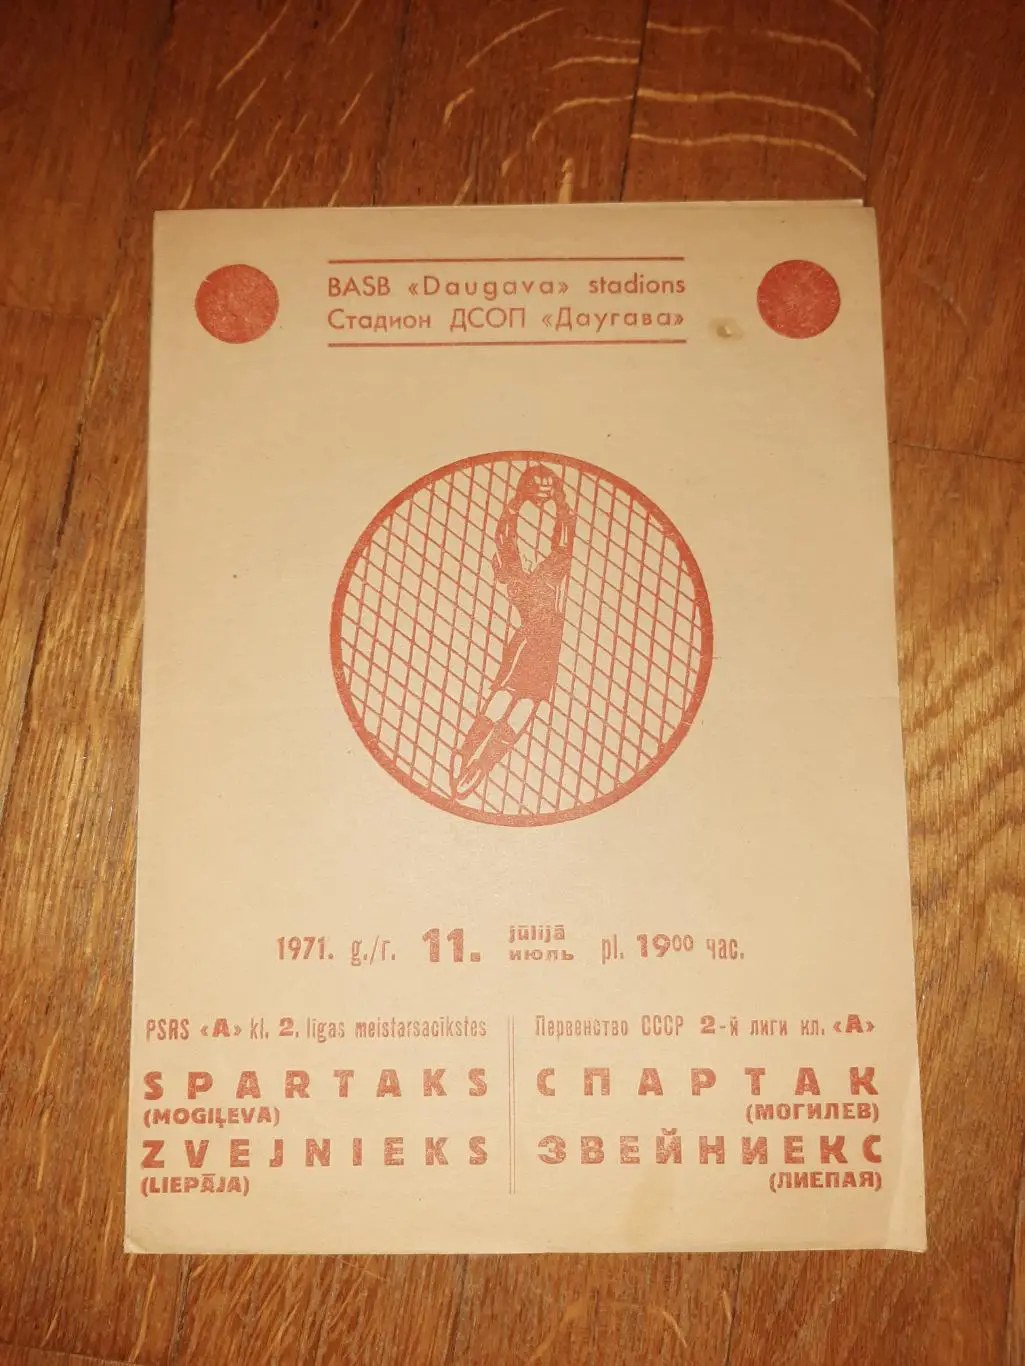 BASB «Daugava» stadions
Стадион ДСОП «Даугава»
1971. g./г. 11. jūlijā июль pl. 19⁰⁰ час.
PSRS «A» kl. 2. līgas meistarsacīkstes
SPARTAKS
(MOGIĻEVA)
ZVEJNIEKS
(LIEPĀJA)
Первенство СССР 2-й лиги кл. «А»
СПАРТАК
(МОГИЛЕВ)
ЗВЕЙНИЕКС
(ЛИЕПАЯ)